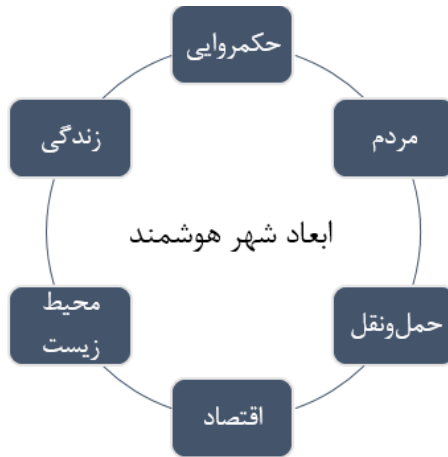 حکمروایی
مردم
زندگی
ابعاد شهر هوشمند
حمل‌ونقل
محیط
زیست
اقتصاد